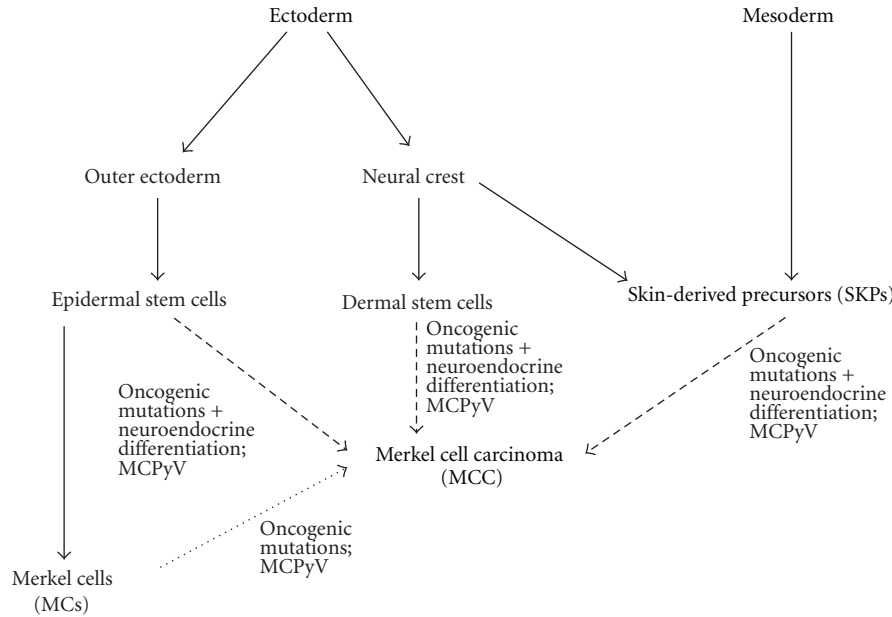 Ectoderm
Mesoderm
Outer ectoderm
Neural crest
Epidermal stem cells
Dermal stem cells
Skin-derived precursors (SKPs)
Oncogenic
mutations +
neuroendocrine
differentiation;
MCPyV
Oncogenic
mutations +
neuroendocrine
differentiation;
MCPyV
Oncogenic
mutations +
neuroendocrine
differentiation;
MCPyV
Merkel cell carcinoma
(MCC)
Oncogenic
mutations;
MCPyV
Merkel cells
(MCs)